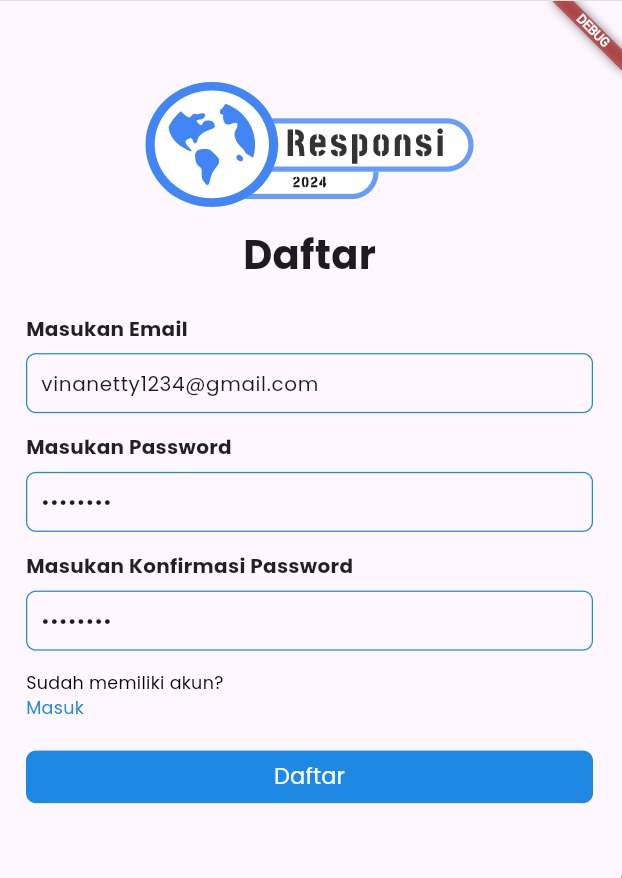 DEBUG
Responsi
2024
Daftar
Masukan Email
vinanetty1234@gmail.com
Masukan Password
••••••••
Masukan Konfirmasi Password
••••••••
Sudah memiliki akun?
Masuk
Daftar